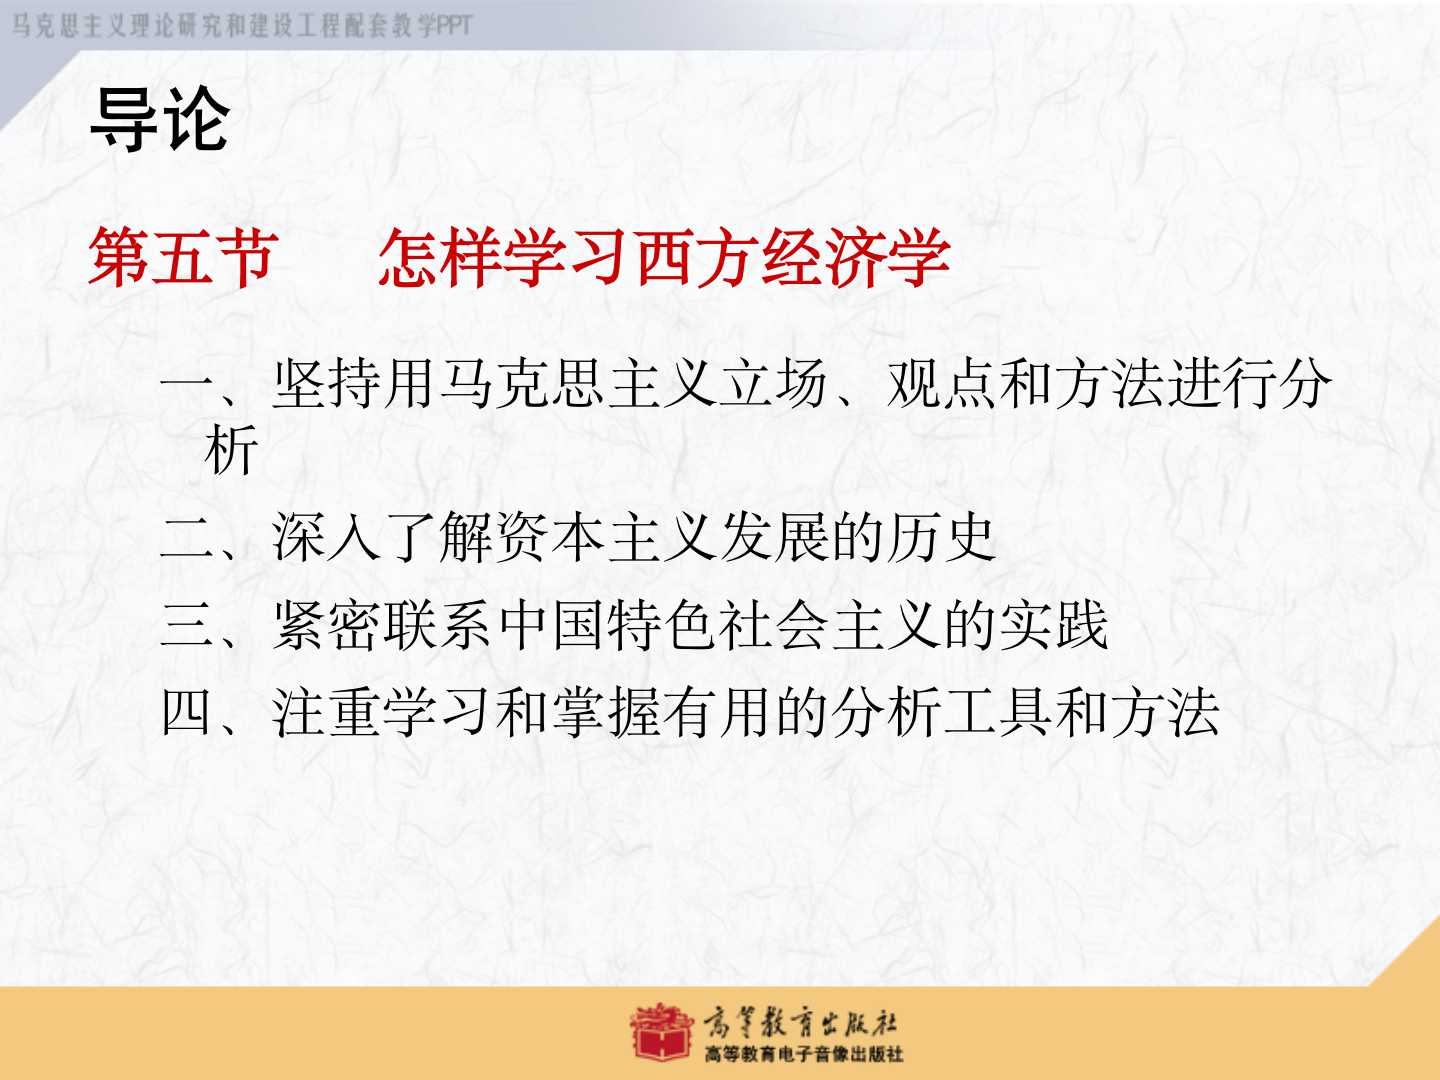 马克思主义理论研究和建设工程配套教学PPT
导论
第五节 怎样学习西方经济学
一、坚持用马克思主义立场、观点和方法进行分
析
二、深入了解资本主义发展的历史
三、紧密联系中国特色社会主义的实践
四、注重学习和掌握有用的分析工具和方法
高等教育出版社
高等教育电子音像出版社